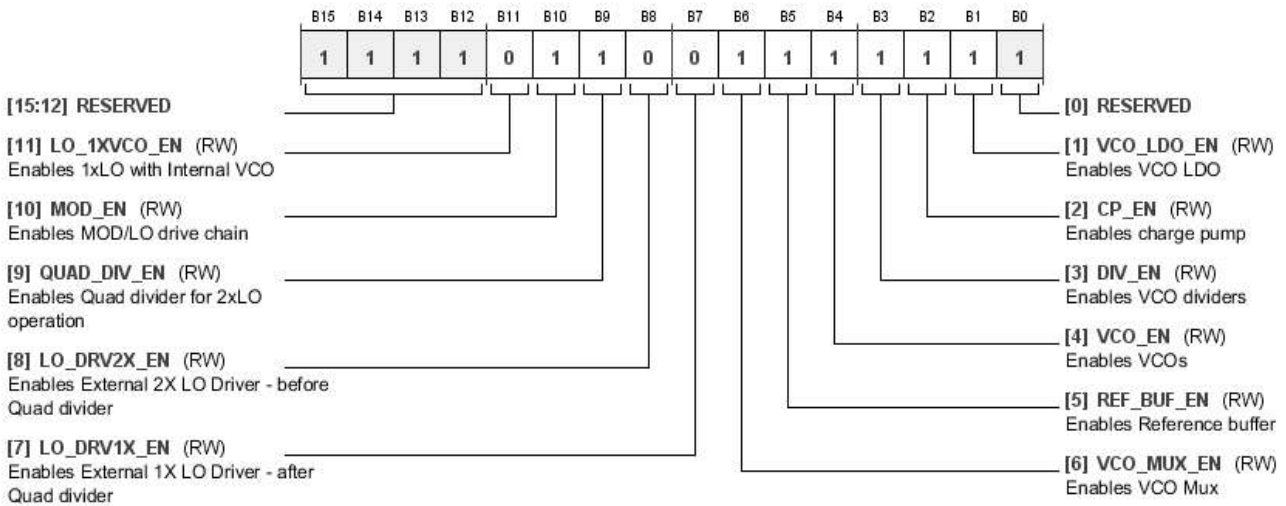 B15 B14 B13 B12 B11 B10 B9 B8 B7 B6 B5 B4 B3 B2 B1 B0
1 1 1 1 0 1 1 0 0 1 1 1 1 1 1 1
[15:12] RESERVED
[11] LO_1XVCO_EN (RW)
Enables 1xLO with Internal VCO
[10] MOD_EN (RW)
Enables MOD/LO drive chain
[9] QUAD_DIV_EN (RW)
Enables Quad divider for 2xLO
operation
[8] LO_DRV2X_EN (RW)
Enables External 2X LO Driver - before
Quad divider
[7] LO_DRV1X_EN (RW)
Enables External 1X LO Driver - after
Quad divider
[0] RESERVED
[1] VCO_LDO_EN (RW)
Enables VCO LDO
[2] CP_EN (RW)
Enables charge pump
[3] DIV_EN (RW)
Enables VCO dividers
[4] VCO_EN (RW)
Enables VCOs
[5] REF_BUF_EN (RW)
Enables Reference buffer
[6] VCO_MUX_EN (RW)
Enables VCO Mux